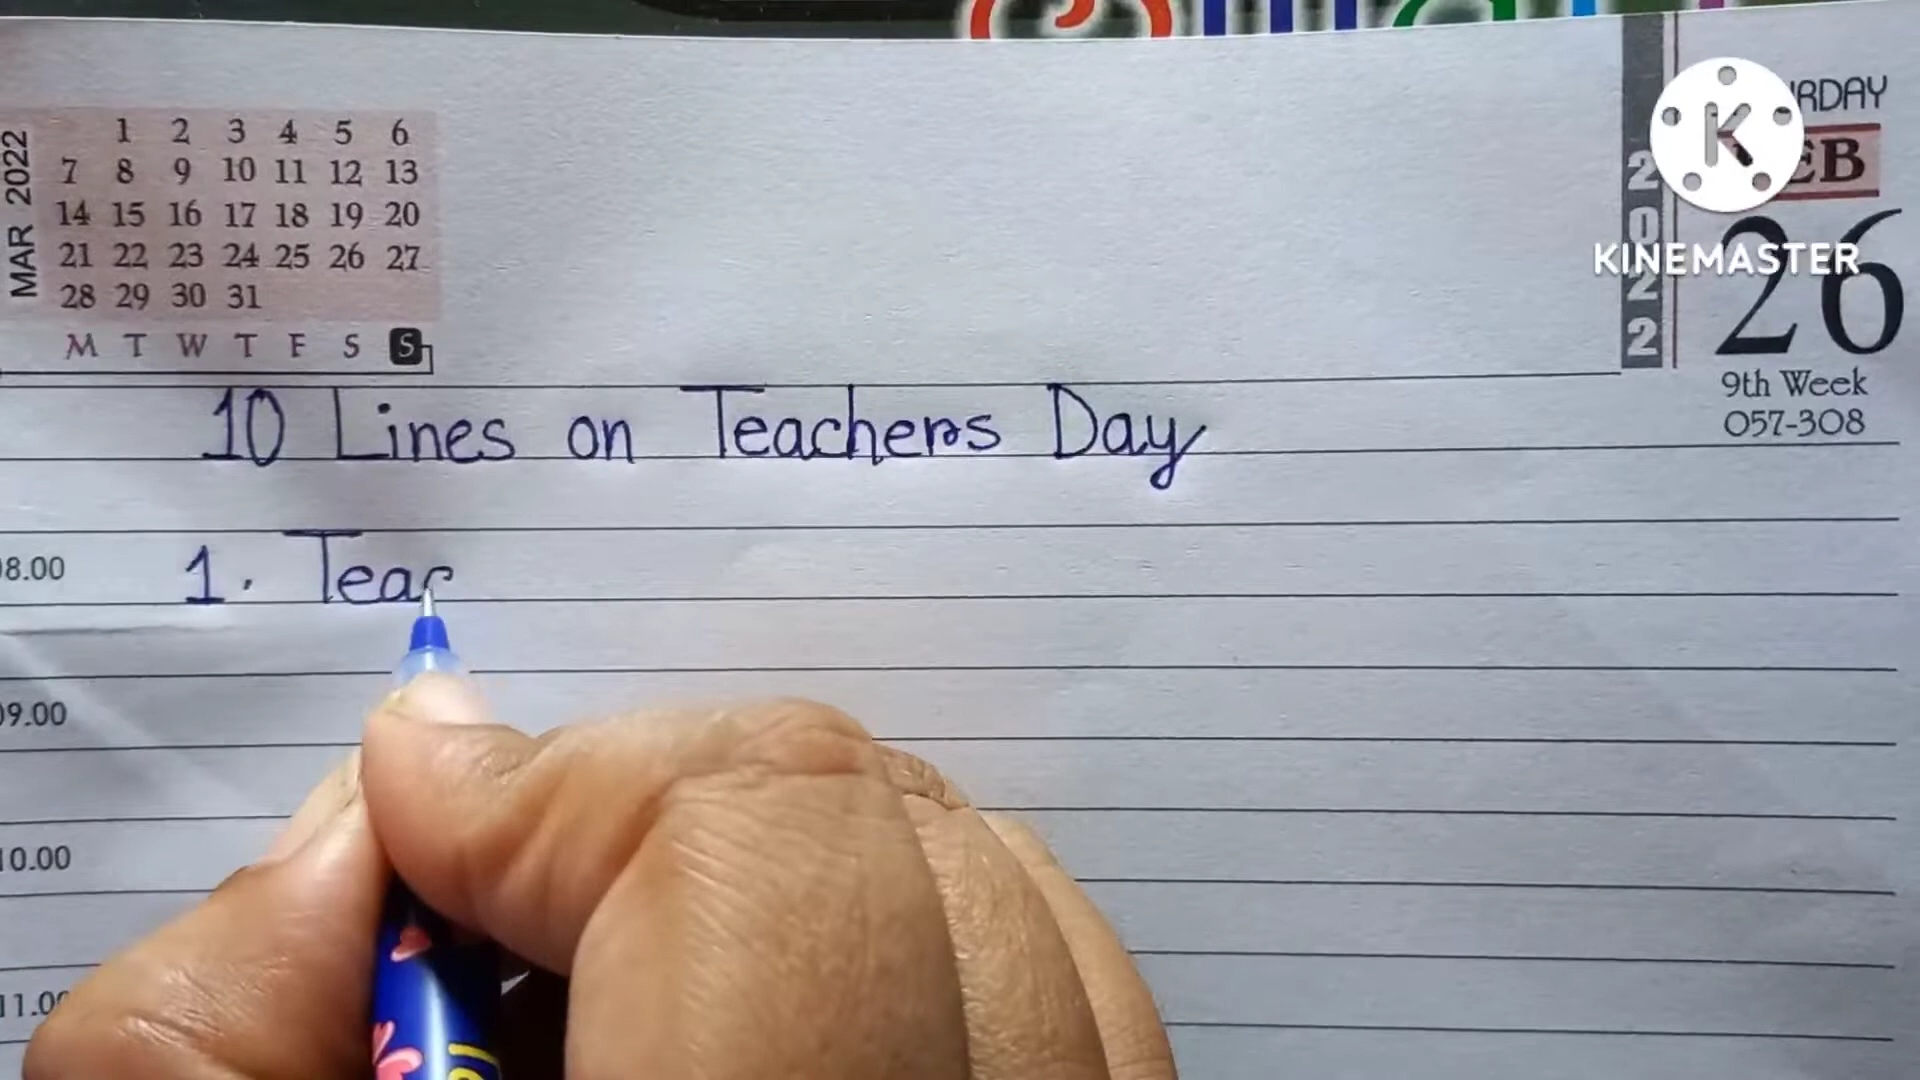 MAR 2022
1 2 3 4 5 6
7 8 9 10 11 12 13
14 15 16 17 18 19 20
21 22 23 24 25 26 27
28 29 30 31
M T W T F S S
2022
KINEMASTER
26
9th Week
057-308
10 Lines on Teachers Day
08.00
1. Teac
09.00
10.00
11.00